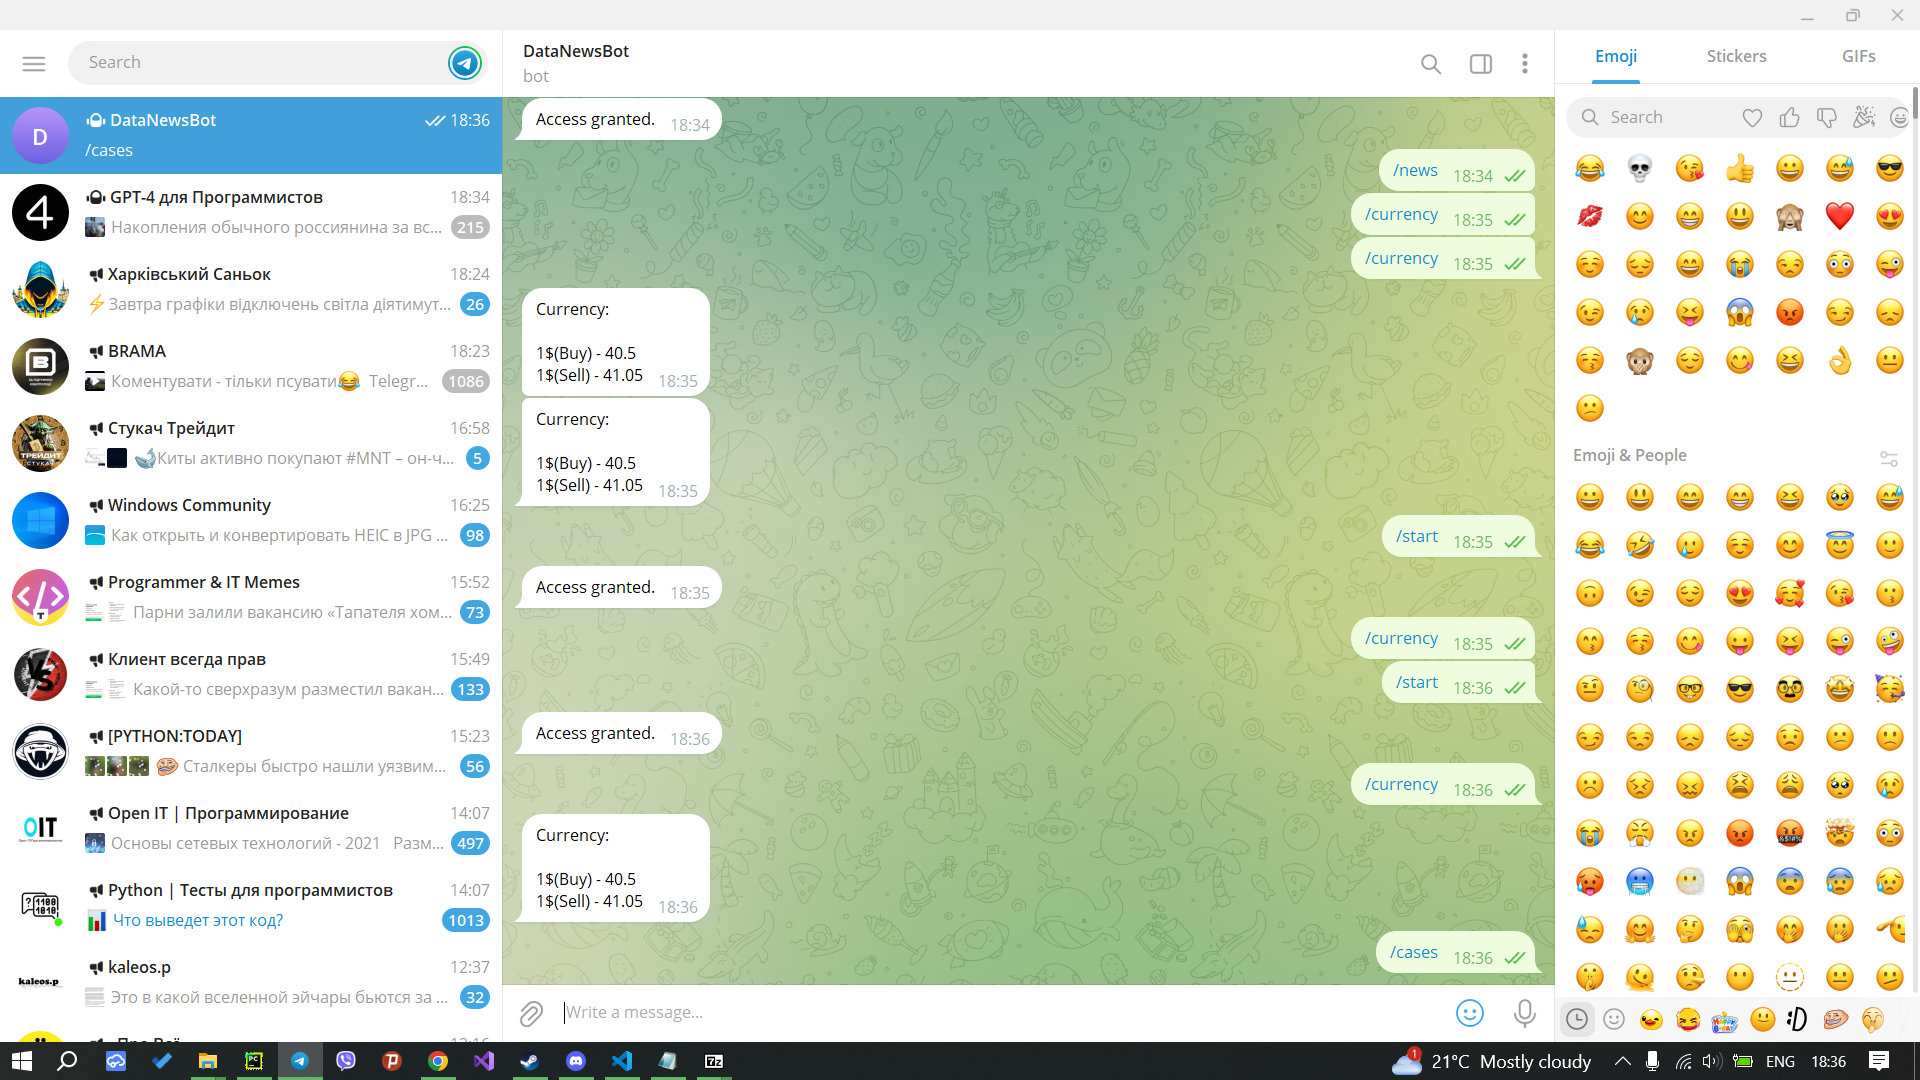 Search
DataNewsBot
18:36
/cases
GPT-4 для Программистов
18:34
Накопления обычного россиянина за вс...
215
Харківський Саньок
18:24
Завтра графіки відключень світла діятимут...
26
BRAMA
18:23
Коментувати - тільки псувати😂 Telegr...
1086
Стукач Трейдит
16:58
Киты активно покупают #MNT – он-ч...
5
Windows Community
16:25
Как открыть и конвертировать HEIC в JPG ...
98
Programmer & IT Memes
15:52
Парни залили вакансию «Тапателя хом...
73
Клиент всегда прав
15:49
Какой-то сверхразум разместил вакан...
133
[PYTHON:TODAY]
15:23
Сталкеры быстро нашли уязвим...
56
Open IT | Программирование
14:07
Основы сетевых технологий - 2021 Разм...
497
Python | Тесты для программистов
14:07
Что выведет этот код?
1013
kaleos.p
12:37
Это в какой вселенной эйчары бьются за ...
32
DataNewsBot
bot
Access granted. 18:34
/news 18:34
/currency 18:35
/currency 18:35
Currency:
1$(Buy) - 40.5
1$(Sell) - 41.05 18:35
Currency:
1$(Buy) - 40.5
1$(Sell) - 41.05 18:35
/start 18:35
Access granted. 18:35
/currency 18:35
/start 18:36
Access granted. 18:36
/currency 18:36
Currency:
1$(Buy) - 40.5
1$(Sell) - 41.05 18:36
/cases 18:36
Write a message...
Emoji Stickers GIFs
Search
Emoji & People
21°C Mostly cloudy
ENG
18:36